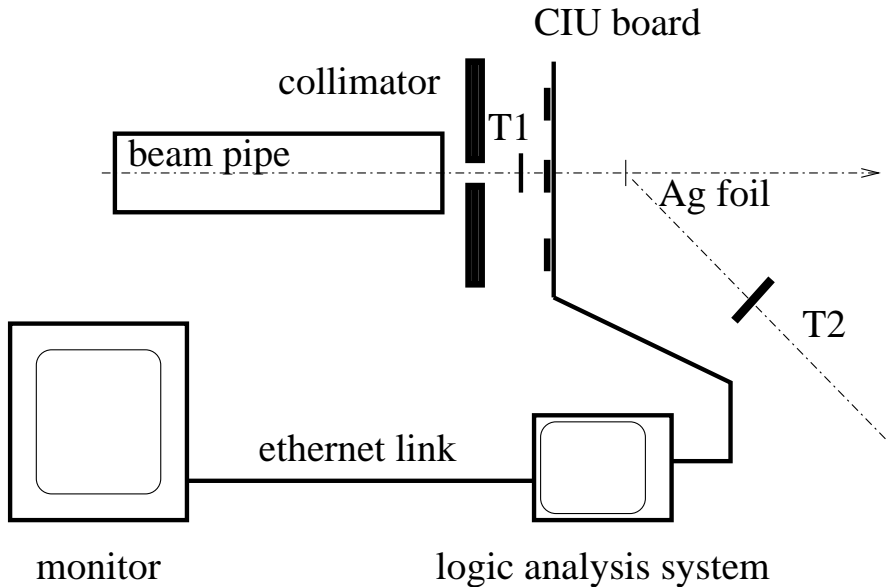 CIU board
collimator
T1
beam pipe
Ag foil
T2
ethernet link
monitor
logic analysis system